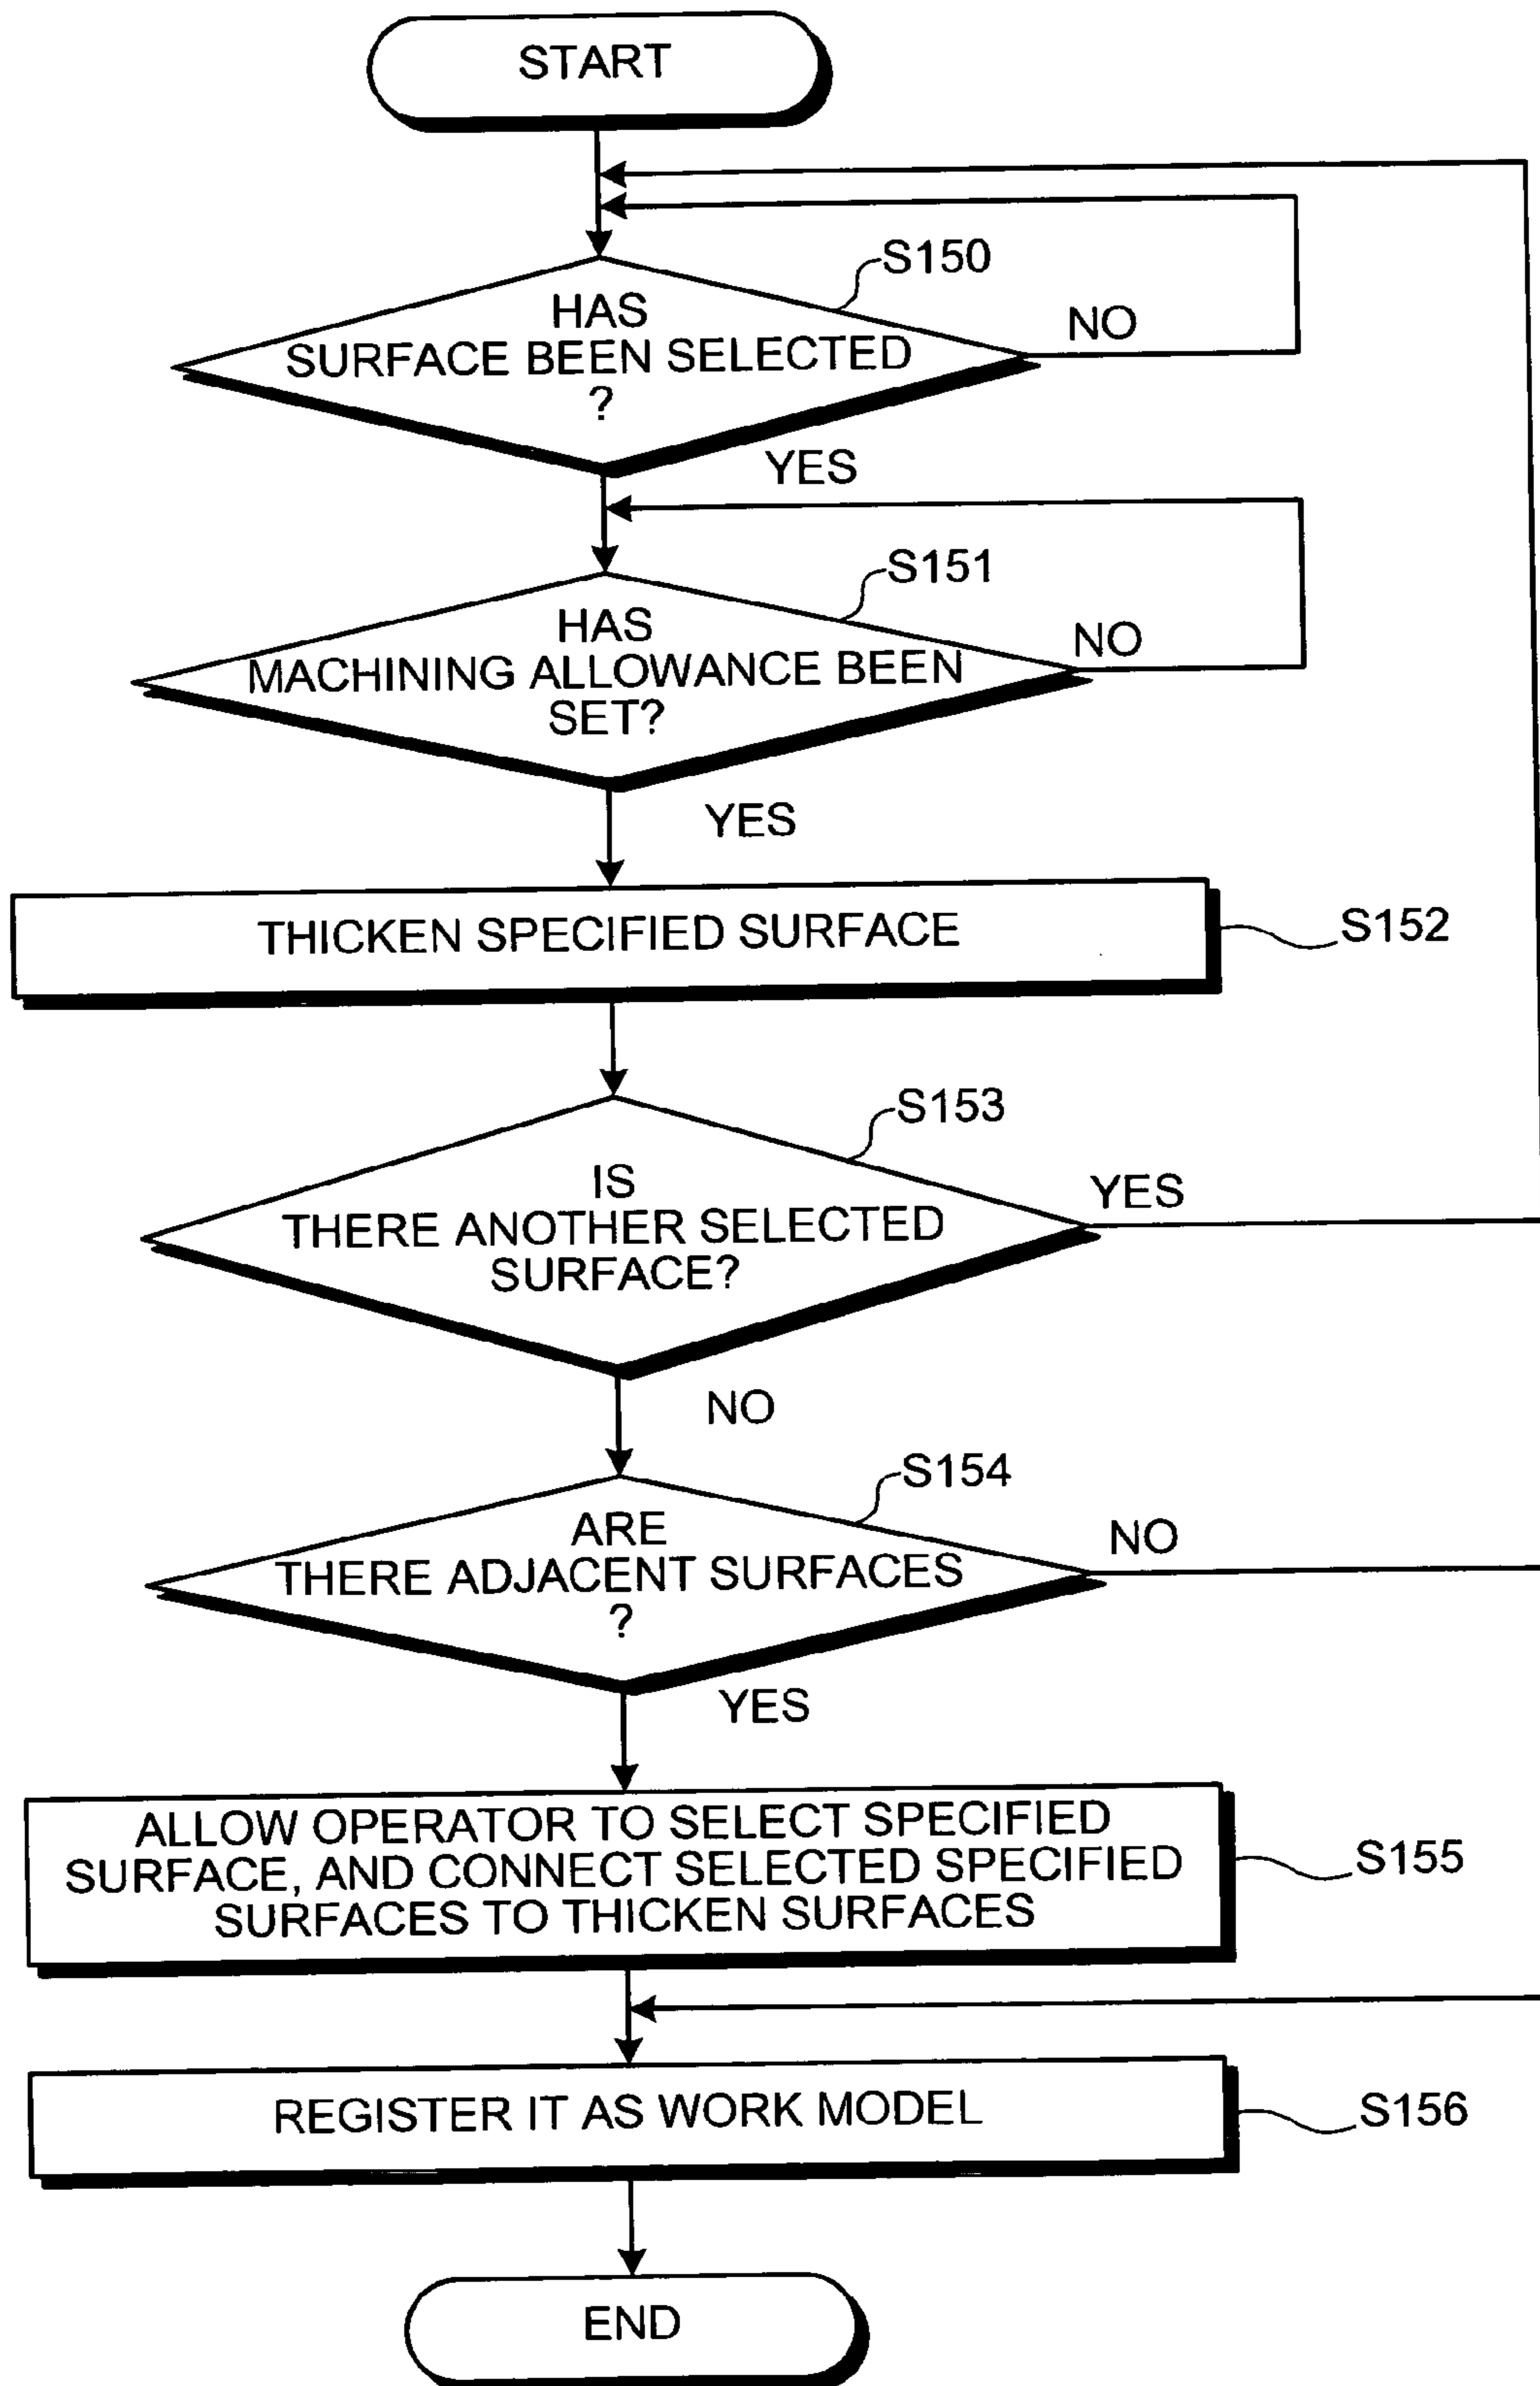 START
S150
HAS
SURFACE BEEN SELECTED
?
NO
YES
S151
HAS
MACHINING ALLOWANCE BEEN
SET?
NO
YES
THICKEN SPECIFIED SURFACE
S152
S153
IS
THERE ANOTHER SELECTED
SURFACE?
YES
NO
S154
ARE
THERE ADJACENT SURFACES
?
NO
YES
ALLOW OPERATOR TO SELECT SPECIFIED
SURFACE, AND CONNECT SELECTED SPECIFIED
SURFACES TO THICKEN SURFACES
S155
REGISTER IT AS WORK MODEL
S156
END